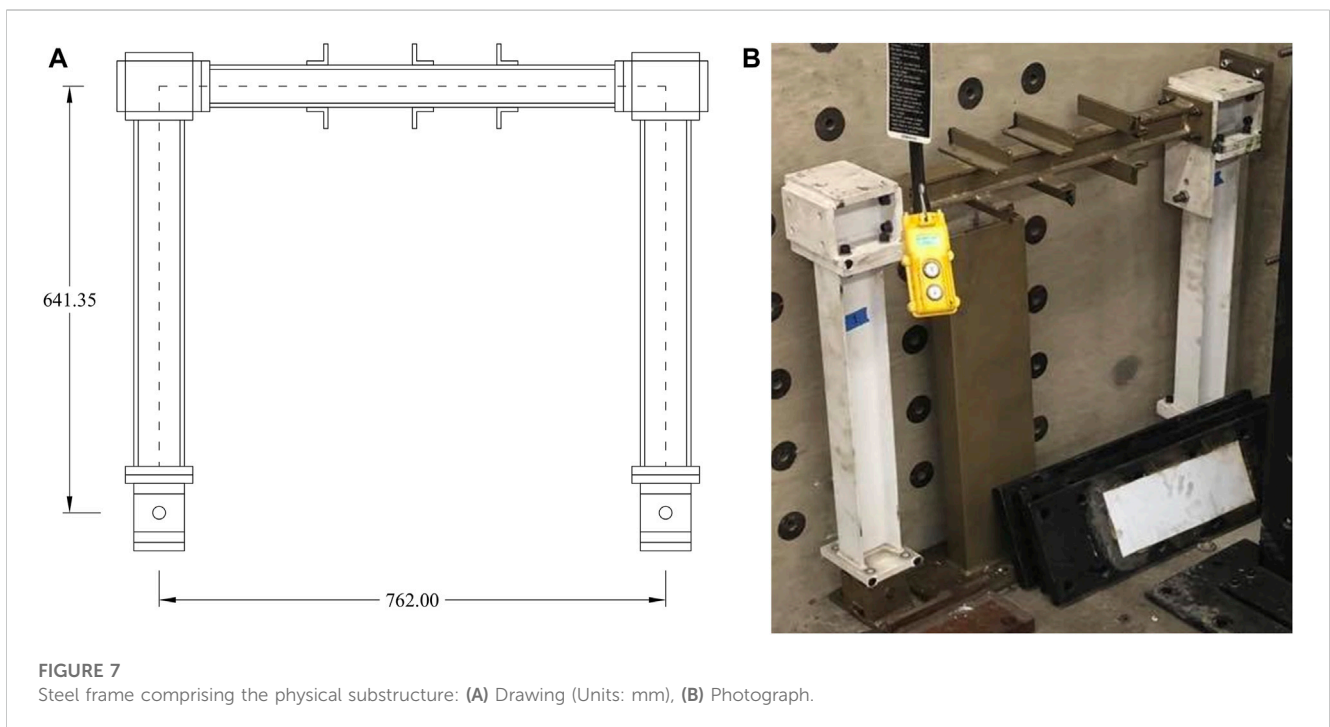 A
B
641.35
762.00
FIGURE 7
Steel frame comprising the physical substructure: (A) Drawing (Units: mm), (B) Photograph.